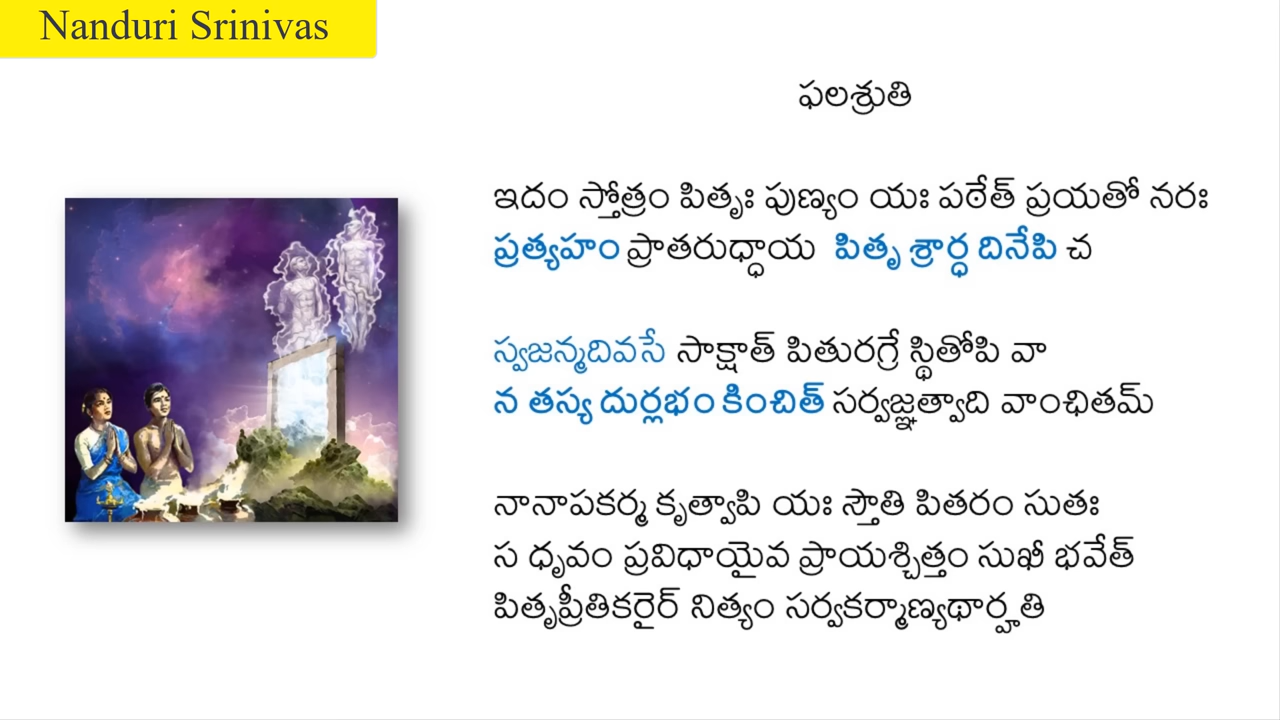 Nanduri Srinivas
ఫలశ్రుతి
ఇదం స్తోత్రం పితృః పుణ్యం యః పఠేత్ ప్రయతో నరః
ప్రత్యహం ప్రాతరుధ్ధాయ పితృ శ్రార్ధ దినేపి చ
స్వజన్మదివసే సాక్షాత్ పితురగ్రే స్థితోపి వా
న తస్య దుర్లభం కించిత్ సర్వజ్ఞత్వాది వాంఛితమ్
నానాపకర్మ కృత్వాపి యః స్తౌతి పితరం సుతః
స ధృవం ప్రవిధాయైవ ప్రాయశ్చిత్తం సుఖీ భవేత్
పితృప్రీతికరైర్ నిత్యం సర్వకర్మాణ్యథార్హతి